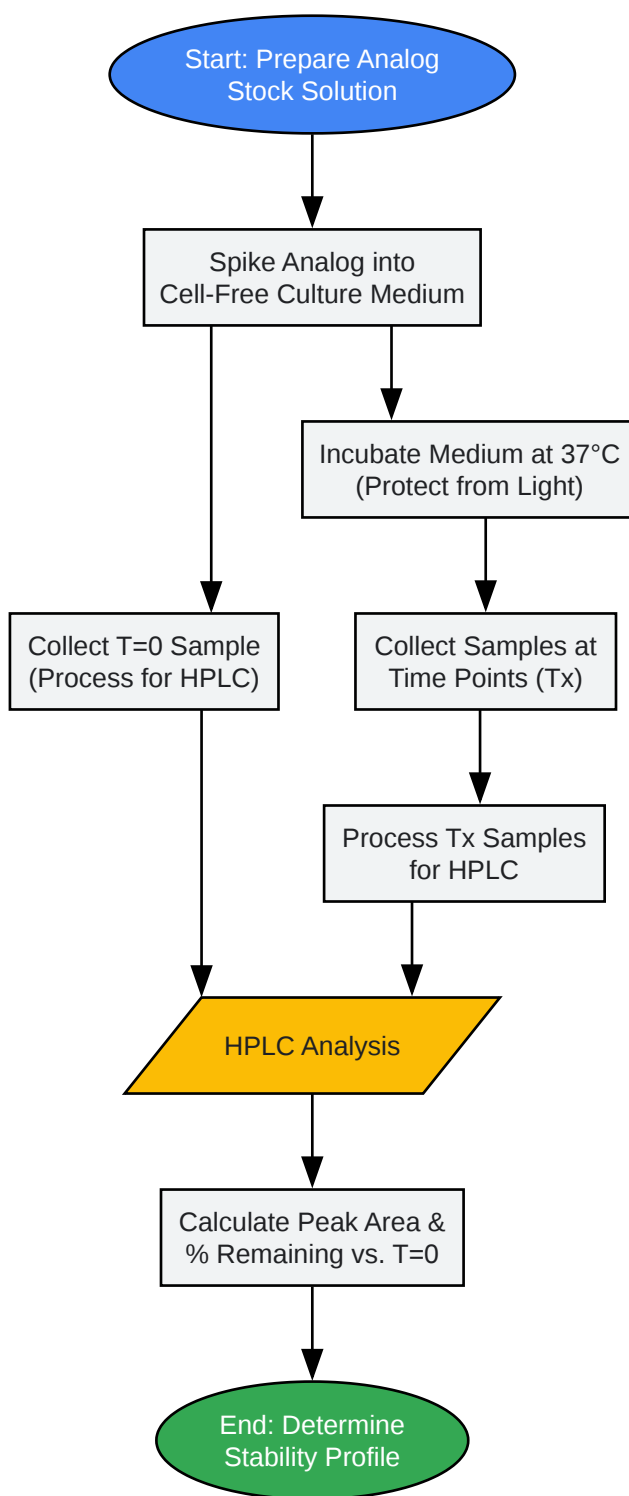 Start: Prepare Analog
Stock Solution
Spike Analog into
Cell-Free Culture Medium
Incubate Medium at 37°C
(Protect from Light)
Collect T=0 Sample
(Process for HPLC)
Collect Samples at
Time Points (Tx)
Process Tx Samples
for HPLC
HPLC Analysis
Calculate Peak Area &
% Remaining vs. T=0
End: Determine
Stability Profile